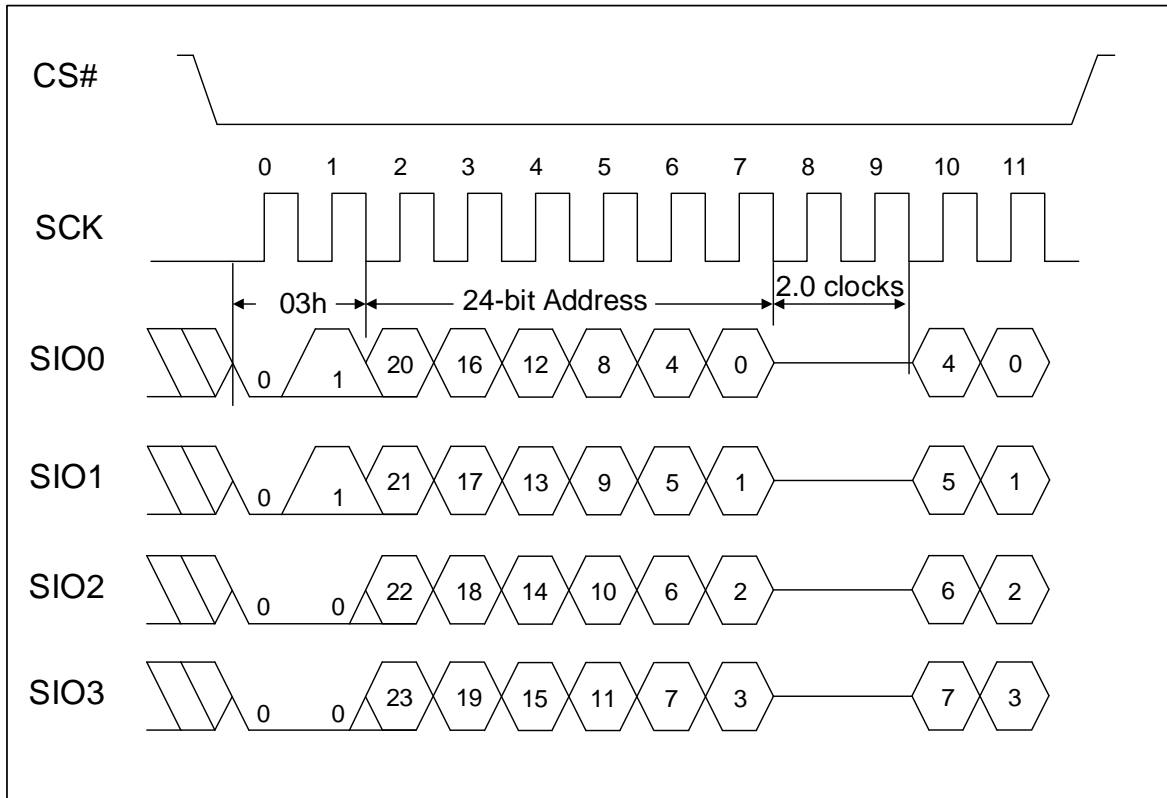 CS#
0 1 2 3 4 5 6 7 8 9 10 11
SCK
03h 24-bit Address 2.0 clocks
SIO0 0 1 20 16 12 8 4 0 4 0
SIO1 0 1 21 17 13 9 5 1 5 1
SIO2 0 0 22 18 14 10 6 2 6 2
SIO3 0 0 23 19 15 11 7 3 7 3